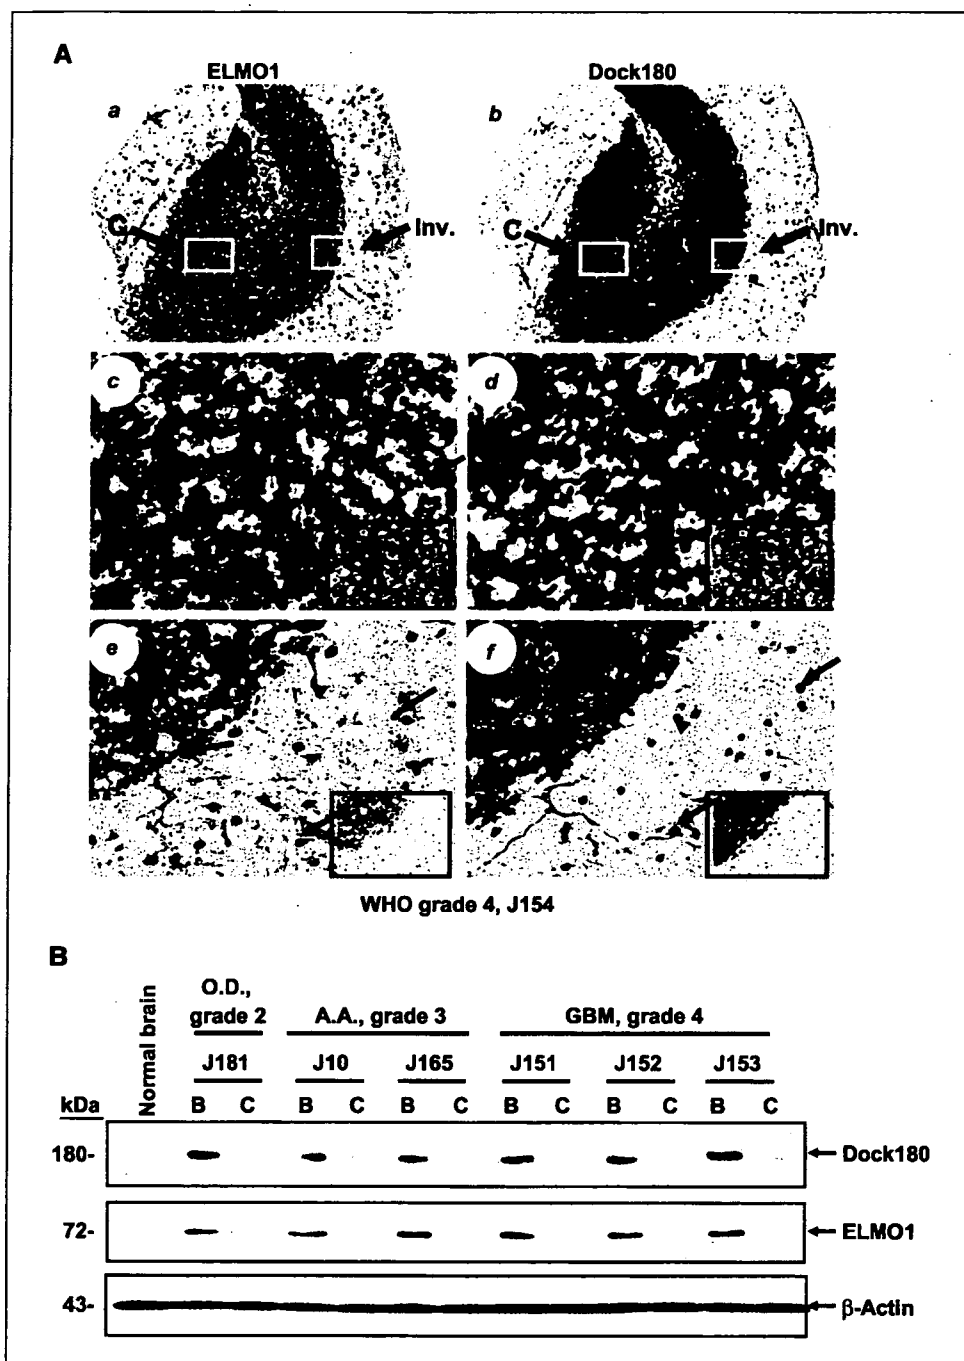 A
ELMO1
Dock180
a
b
C
Inv.
C
Inv.
c
d
e
f
WHO grade 4, J154
B
Normal brain
O.D., grade 2
A.A., grade 3
GBM, grade 4
J181
J10
J165
J151
J152
J153
kDa
B C B C B C B C B C B C
180-
Dock180
72-
ELMO1
43-
β-Actin